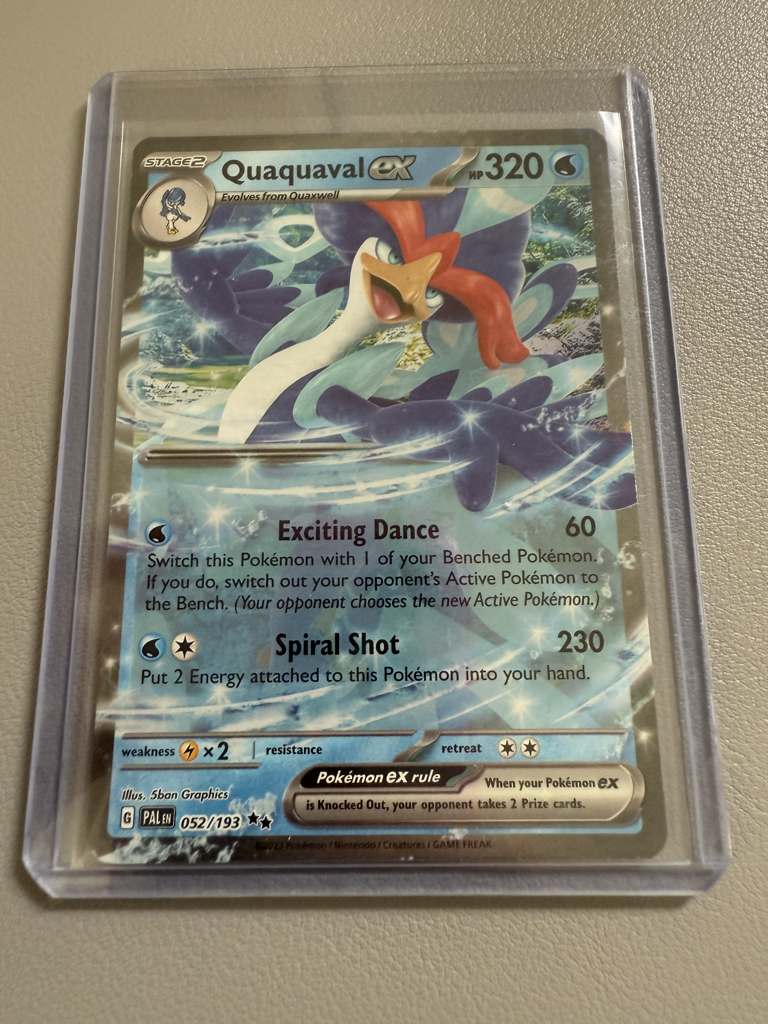 STAGE2 Quaquaval ex HP 320
Evolves from Quaxwell
Exciting Dance 60
Switch this Pokémon with 1 of your Benched Pokémon.
If you do, switch out your opponent's Active Pokémon to
the Bench. (Your opponent chooses the new Active Pokémon.)
Spiral Shot 230
Put 2 Energy attached to this Pokémon into your hand.
weakness ×2 resistance retreat
Pokémon ex rule When your Pokémon ex
is Knocked Out, your opponent takes 2 Prize cards.
Illus. 5ban Graphics
G PAL EN 052/193
©2023 Pokémon / Nintendo / Creatures / GAME FREAK